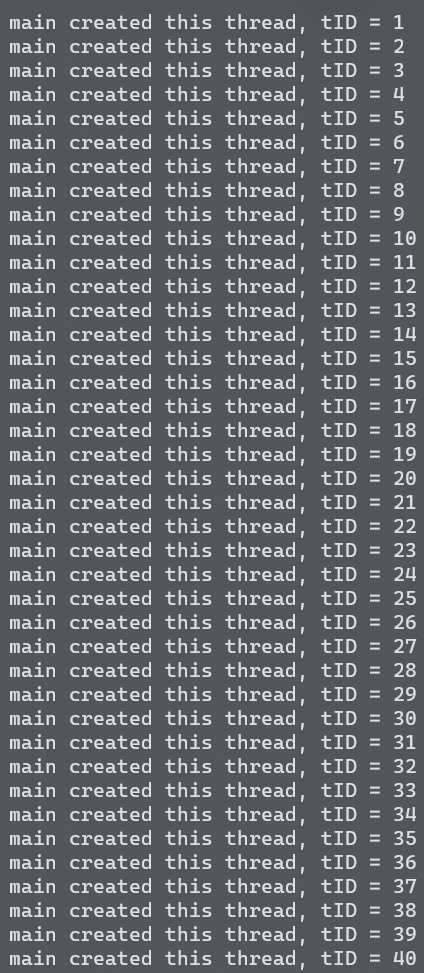 main created this thread, tID = 1
main created this thread, tID = 2
main created this thread, tID = 3
main created this thread, tID = 4
main created this thread, tID = 5
main created this thread, tID = 6
main created this thread, tID = 7
main created this thread, tID = 8
main created this thread, tID = 9
main created this thread, tID = 10
main created this thread, tID = 11
main created this thread, tID = 12
main created this thread, tID = 13
main created this thread, tID = 14
main created this thread, tID = 15
main created this thread, tID = 16
main created this thread, tID = 17
main created this thread, tID = 18
main created this thread, tID = 19
main created this thread, tID = 20
main created this thread, tID = 21
main created this thread, tID = 22
main created this thread, tID = 23
main created this thread, tID = 24
main created this thread, tID = 25
main created this thread, tID = 26
main created this thread, tID = 27
main created this thread, tID = 28
main created this thread, tID = 29
main created this thread, tID = 30
main created this thread, tID = 31
main created this thread, tID = 32
main created this thread, tID = 33
main created this thread, tID = 34
main created this thread, tID = 35
main created this thread, tID = 36
main created this thread, tID = 37
main created this thread, tID = 38
main created this thread, tID = 39
main created this thread, tID = 40